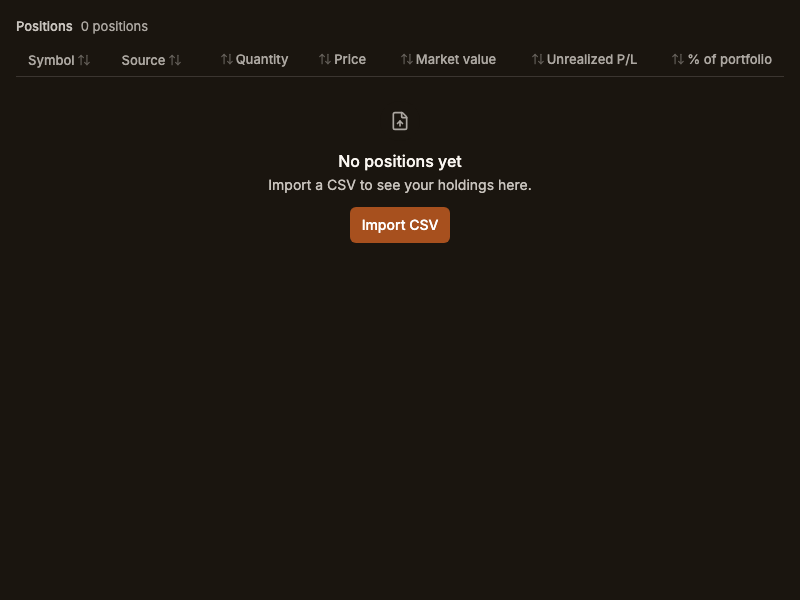 Positions 0 positions
Symbol Source Quantity Price Market value Unrealized P/L % of portfolio
No positions yet
Import a CSV to see your holdings here.
Import CSV